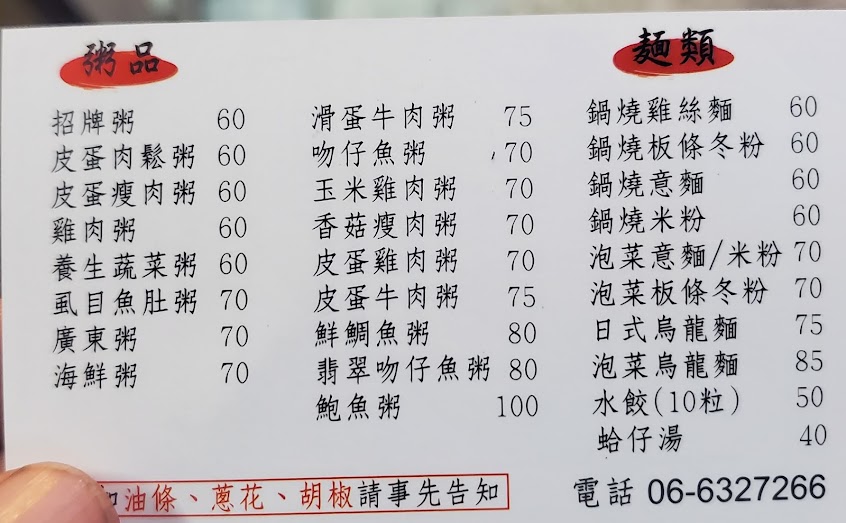 粥品
招牌粥 60
皮蛋肉鬆粥 60
皮蛋瘦肉粥 60
雞肉粥 60
養生蔬菜粥 60
虱目魚肚粥 70
廣東粥 70
海鮮粥 70
滑蛋牛肉粥 75
吻仔魚粥 70
玉米雞肉粥 70
香菇瘦肉粥 70
皮蛋雞肉粥 70
皮蛋牛肉粥 75
鮮鯛魚粥 80
翡翠吻仔魚粥 80
鮑魚粥 100
麵類
鍋燒雞絲麵 60
鍋燒板條冬粉 60
鍋燒意麵 60
鍋燒米粉 60
泡菜意麵/米粉 70
泡菜板條冬粉 70
日式烏龍麵 75
泡菜烏龍麵 85
水餃(10粒) 50
蛤仔湯 40
加油條、蔥花、胡椒請事先告知
電話 06-6327266